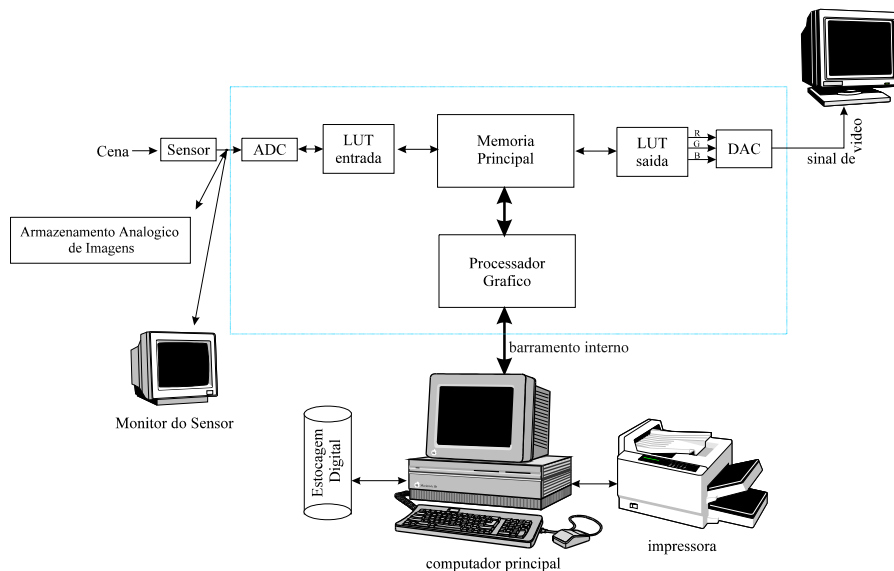 Cena
Sensor
ADC
LUT
entrada
Memoria
Principal
LUT
saida
R
G
B
DAC
sinal de
video
Armazenamento Analogico
de Imagens
Processador
Grafico
barramento interno
Monitor do Sensor
Estocagem
Digital
computador principal
impressora